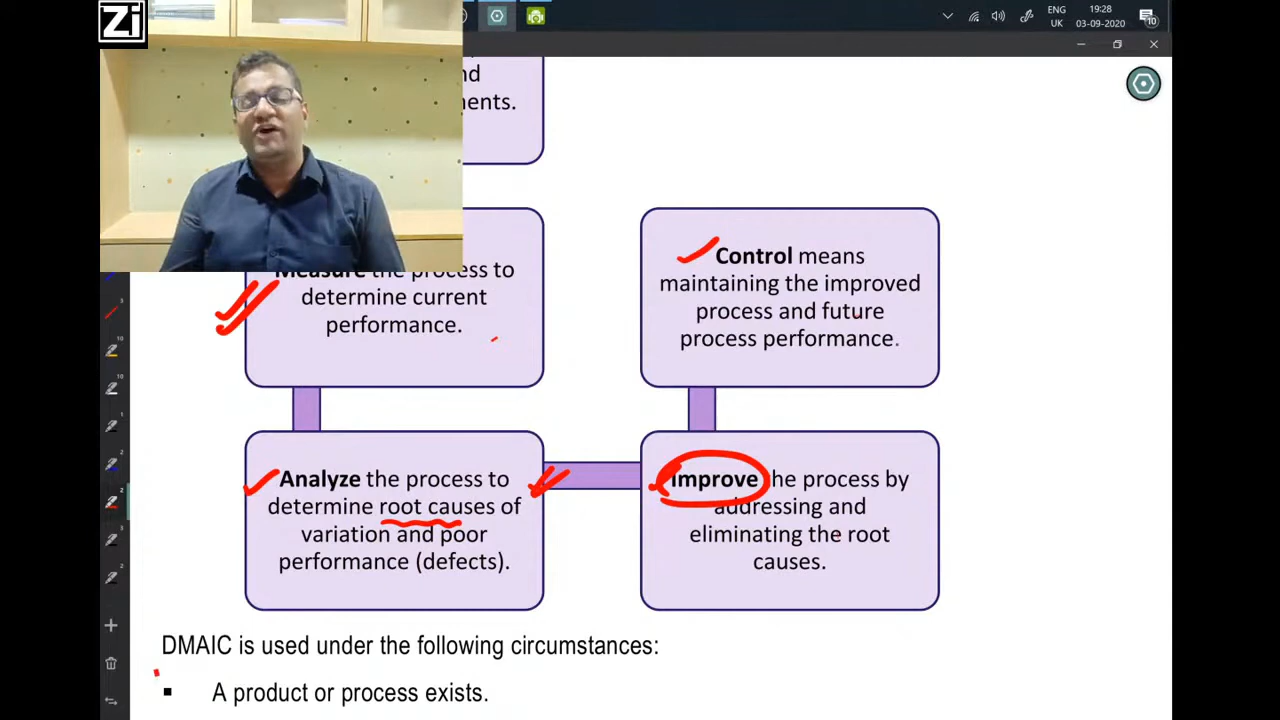 Zi
ENG
UK
19:28
03-09-2020
10
nd
ments.
Measure the process to
determine current
performance.
Control means
maintaining the improved
process and future
process performance.
Analyze the process to
determine root causes of
variation and poor
performance (defects).
Improve the process by
addressing and
eliminating the root
causes.
DMAIC is used under the following circumstances:
▪ A product or process exists.